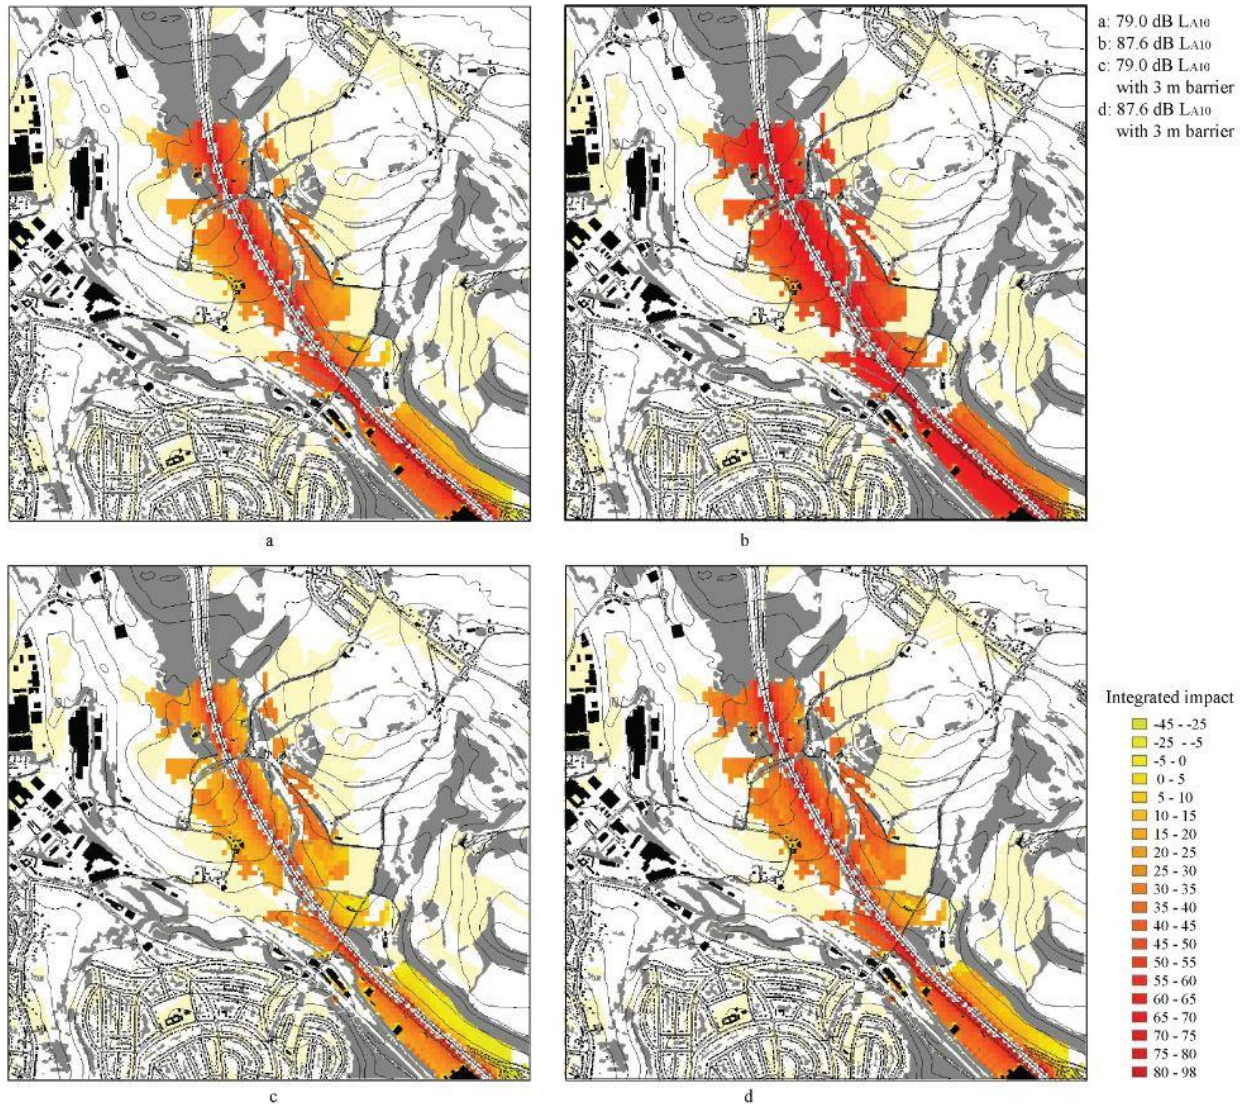 a: 79.0 dB LA10
b: 87.6 dB LA10
c: 79.0 dB LA10
with 3 m barrier
d: 87.6 dB LA10
with 3 m barrier
a
b
c
d
Integrated impact
-45 - -25
-25 - -5
-5 - 0
0 - 5
5 - 10
10 - 15
15 - 20
20 - 25
25 - 30
30 - 35
35 - 40
40 - 45
45 - 50
50 - 55
55 - 60
60 - 65
65 - 70
70 - 75
75 - 80
80 - 98